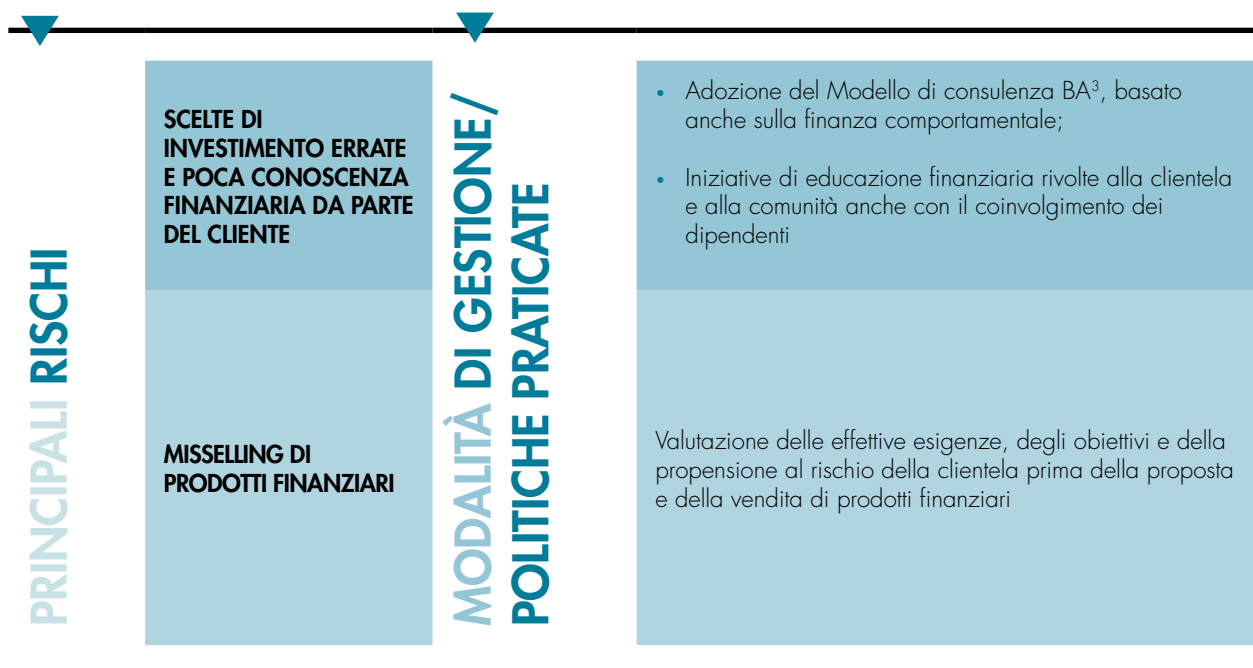 PRINCIPALI RISCHI
SCELTE DI
INVESTIMENTO ERRATE
E POCA CONOSCENZA
FINANZIARIA DA PARTE
DEL CLIENTE
MISSELLING DI
PRODOTTI FINANZIARI
MODALITÀ DI GESTIONE/
POLITICHE PRATICATE
• Adozione del Modello di consulenza BA³, basato
anche sulla finanza comportamentale;
• Iniziative di educazione finanziaria rivolte alla clientela
e alla comunità anche con il coinvolgimento dei
dipendenti
Valutazione delle effettive esigenze, degli obiettivi e della
propensione al rischio della clientela prima della proposta
e della vendita di prodotti finanziari